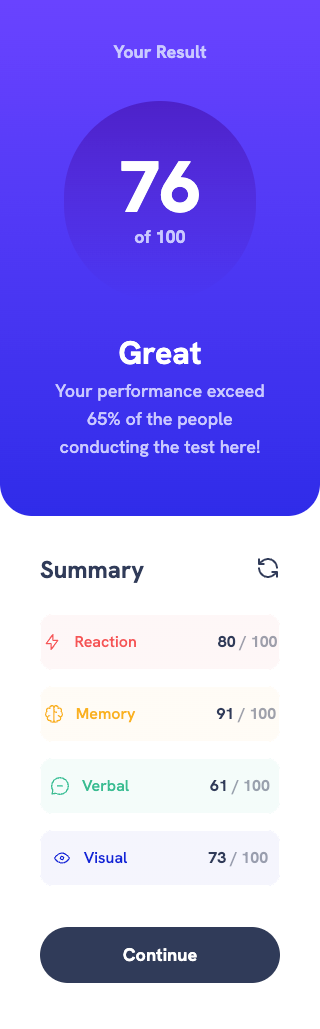 Your Result
76
of 100
Great
Your performance exceed
65% of the people
conducting the test here!
Summary
Reaction 80 / 100
Memory 91 / 100
Verbal 61 / 100
Visual 73 / 100
Continue